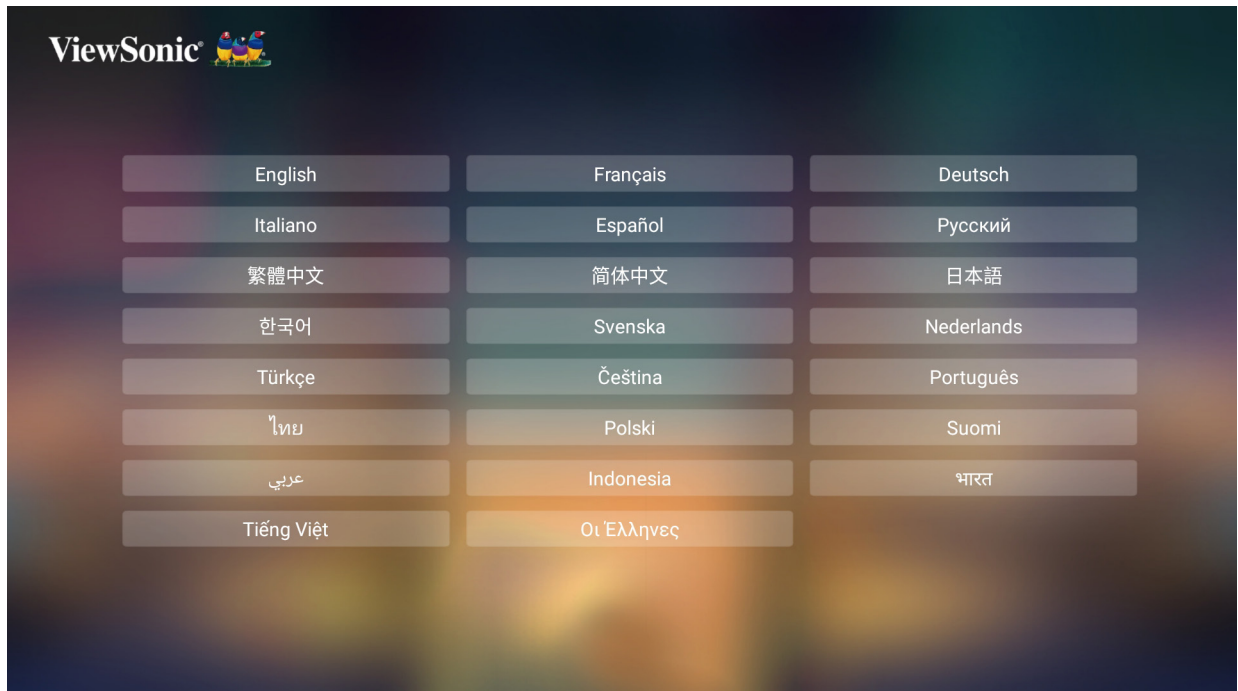 ViewSonic®
English
Français
Deutsch
Italiano
Español
Русский
繁體中文
简体中文
日本語
한국어
Svenska
Nederlands
Türkçe
Čeština
Português
ไทย
Polski
Suomi
عربي
Indonesia
भारत
Tiếng Việt
Οι Έλληνες